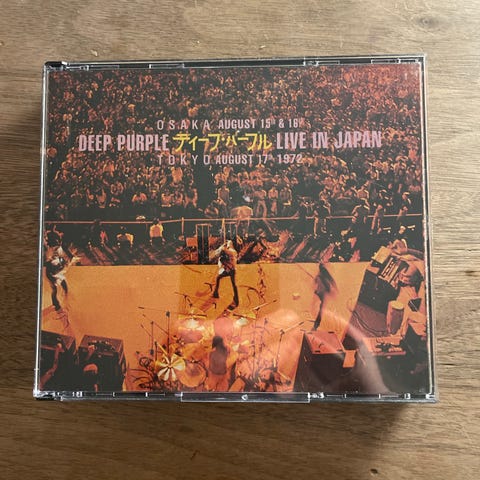 OSAKA AUGUST 15th & 16th
DEEP PURPLE ディープ・パープル LIVE IN JAPAN
TOKYO AUGUST 17th 1972